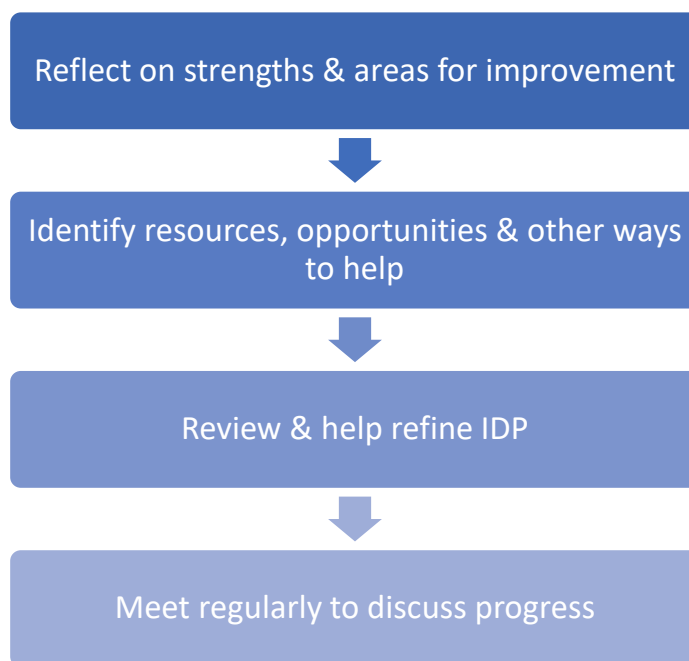 Reflect on strengths & areas for improvement
Identify resources, opportunities & other ways
to help
Review & help refine IDP
Meet regularly to discuss progress